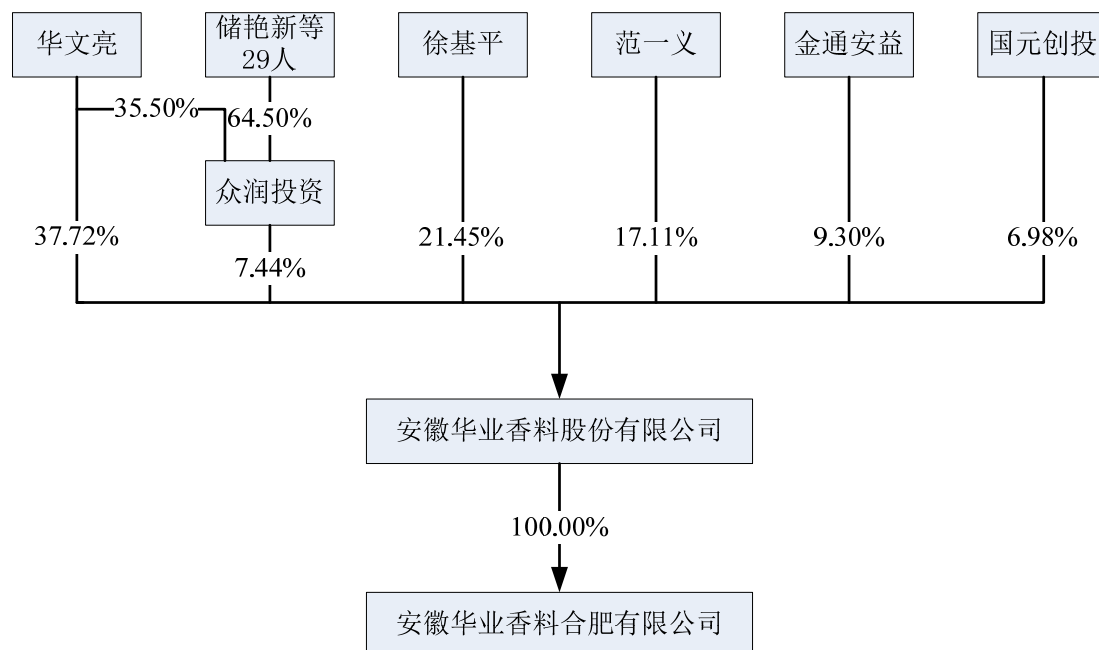 华文亮
储艳新等
29人
徐基平
范一义
金通安益
国元创投
35.50%
64.50%
众润投资
37.72%
7.44%
21.45%
17.11%
9.30%
6.98%
安徽华业香料股份有限公司
100.00%
安徽华业香料合肥有限公司